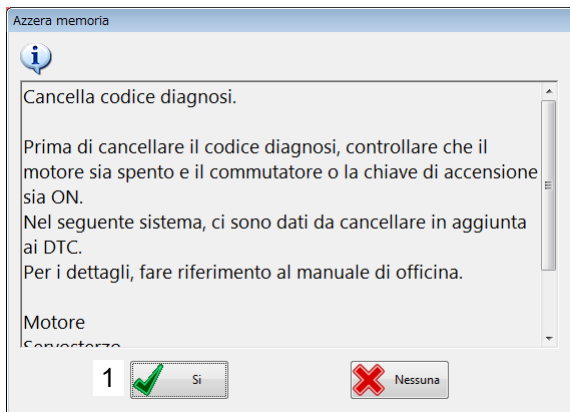 Azzera memoria
Cancella codice diagnosi.
Prima di cancellare il codice diagnosi, controllare che il
motore sia spento e il commutatore o la chiave di accensione
sia ON.
Nel seguente sistema, ci sono dati da cancellare in aggiunta
ai DTC.
Per i dettagli, fare riferimento al manuale di officina.
Motore
Servosterzo
1 Si Nessuna